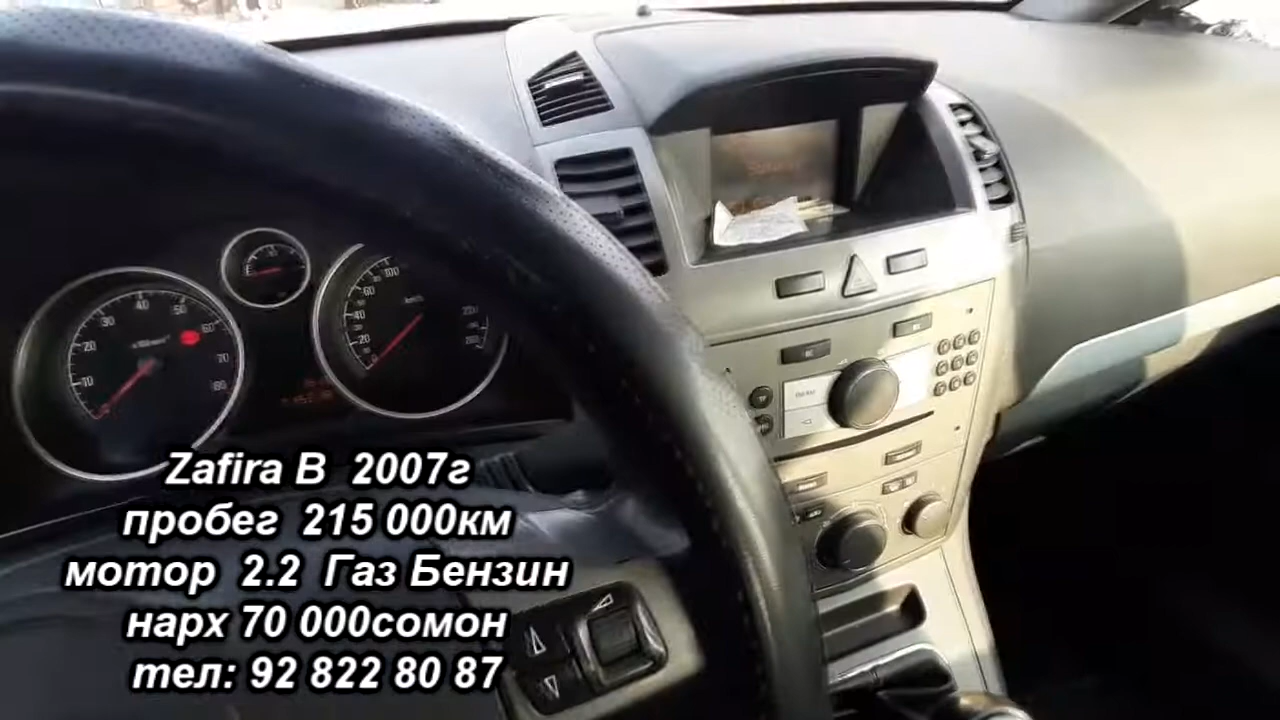 Zafira B 2007г
пробег 215 000км
мотор 2.2 Газ Бензин
нарх 70 000сомон
тел: 92 822 80 87